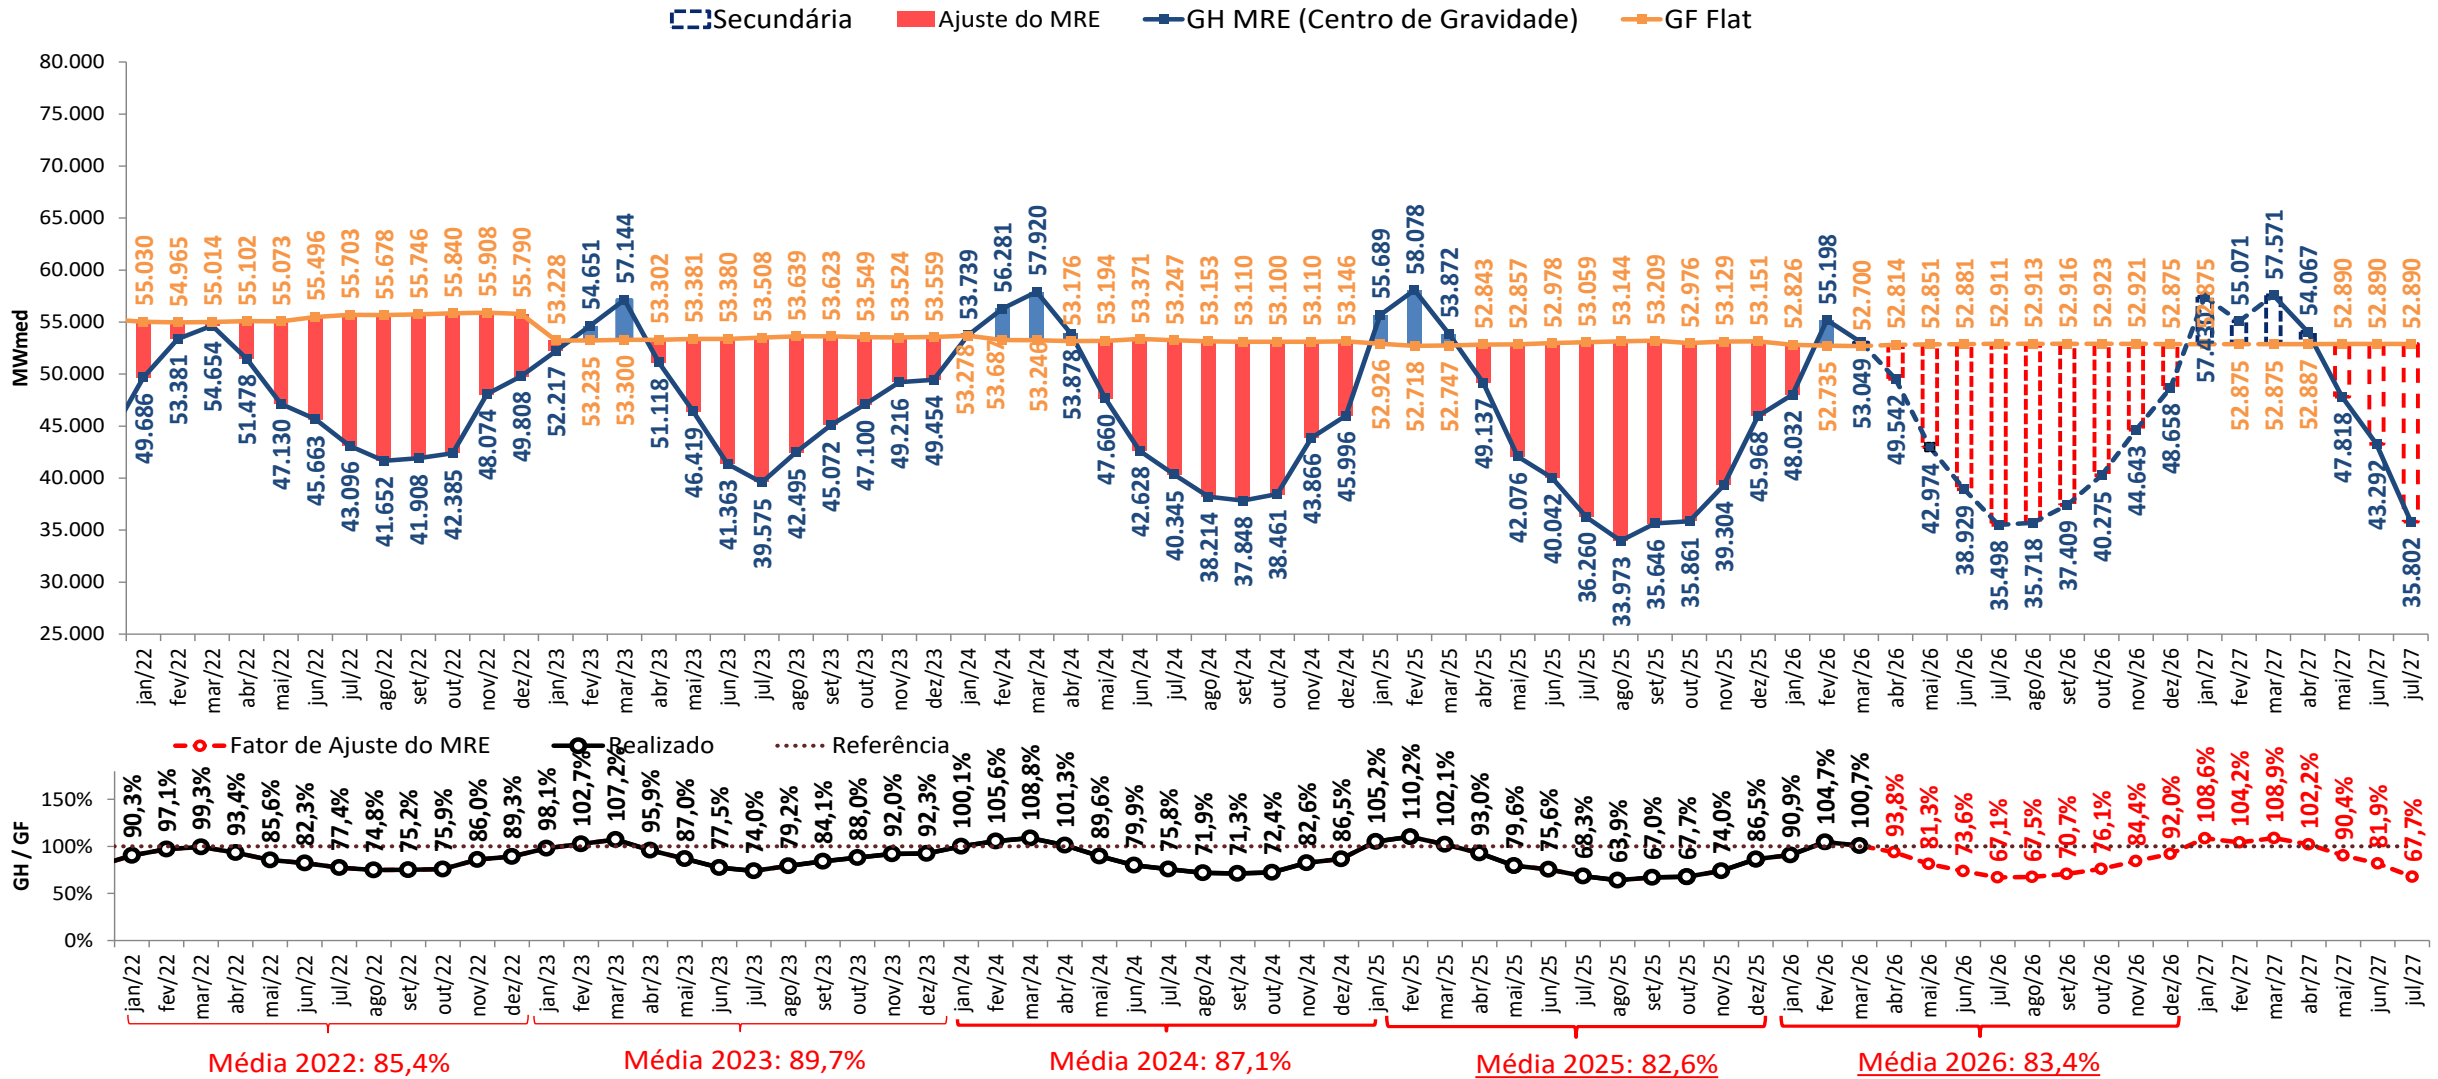 Secundária Ajuste do MRE GH MRE (Centro de Gravidade) GF Flat
MWmed
80.000
75.000
70.000
65.000
60.000
55.000
50.000
45.000
40.000
35.000
30.000
25.000
55.030 54.965 55.014 55.102 55.073 55.496 55.703 55.678 55.746 55.840 55.908 55.790 53.228 53.235 53.300 53.302 53.381 53.380 53.508 53.639 53.623 53.549 53.524 53.559 53.278 53.687 53.246 53.176 53.194 53.371 53.247 53.153 53.110 53.100 53.110 53.146 52.926 52.718 52.747 52.843 52.857 52.978 53.059 53.144 53.209 52.976 53.129 53.151 52.826 52.735 52.700 52.814 52.851 52.881 52.911 52.913 52.916 52.923 52.921 52.875 52.875 52.875 52.875 52.887 52.890 52.890 52.890
49.686 53.381 54.654 51.478 47.130 45.663 43.096 41.652 41.908 42.385 48.074 49.808 52.217 54.651 57.144 51.118 46.419 41.363 39.575 42.495 45.072 47.100 49.216 49.454 53.739 56.281 57.920 53.878 47.660 42.628 40.345 38.214 37.848 38.461 43.866 45.996 55.689 58.078 53.872 49.137 42.076 40.042 36.260 33.973 35.646 35.861 39.304 45.968 48.032 55.198 53.049 49.542 42.974 38.929 35.498 35.718 37.409 40.275 44.643 48.658 57.430 55.071 57.571 54.067 47.818 43.292 35.802
jan/22 fev/22 mar/22 abr/22 mai/22 jun/22 jul/22 ago/22 set/22 out/22 nov/22 dez/22 jan/23 fev/23 mar/23 abr/23 mai/23 jun/23 jul/23 ago/23 set/23 out/23 nov/23 dez/23 jan/24 fev/24 mar/24 abr/24 mai/24 jun/24 jul/24 ago/24 set/24 out/24 nov/24 dez/24 jan/25 fev/25 mar/25 abr/25 mai/25 jun/25 jul/25 ago/25 set/25 out/25 nov/25 dez/25 jan/26 fev/26 mar/26 abr/26 mai/26 jun/26 jul/26 ago/26 set/26 out/26 nov/26 dez/26 jan/27 fev/27 mar/27 abr/27 mai/27 jun/27 jul/27
Fator de Ajuste do MRE Realizado Referência
GH / GF
150%
100%
50%
0%
90,3% 97,1% 99,3% 93,4% 85,6% 82,3% 77,4% 74,8% 75,2% 75,9% 86,0% 89,3% 98,1% 102,7% 107,2% 95,9% 87,0% 77,5% 74,0% 79,2% 84,1% 88,0% 92,0% 92,3% 100,1% 105,6% 108,8% 101,3% 89,6% 79,9% 75,8% 71,9% 71,3% 72,4% 82,6% 86,5% 105,2% 110,2% 102,1% 93,0% 79,6% 75,6% 68,3% 63,9% 67,0% 67,7% 74,0% 86,5% 90,9% 104,7% 100,7% 93,8% 81,3% 73,6% 67,1% 67,5% 70,7% 76,1% 84,4% 92,0% 108,6% 104,2% 108,9% 102,2% 90,4% 81,9% 67,7%
jan/22 fev/22 mar/22 abr/22 mai/22 jun/22 jul/22 ago/22 set/22 out/22 nov/22 dez/22 jan/23 fev/23 mar/23 abr/23 mai/23 jun/23 jul/23 ago/23 set/23 out/23 nov/23 dez/23 jan/24 fev/24 mar/24 abr/24 mai/24 jun/24 jul/24 ago/24 set/24 out/24 nov/24 dez/24 jan/25 fev/25 mar/25 abr/25 mai/25 jun/25 jul/25 ago/25 set/25 out/25 nov/25 dez/25 jan/26 fev/26 mar/26 abr/26 mai/26 jun/26 jul/26 ago/26 set/26 out/26 nov/26 dez/26 jan/27 fev/27 mar/27 abr/27 mai/27 jun/27 jul/27
Média 2022: 85,4% Média 2023: 89,7% Média 2024: 87,1% Média 2025: 82,6% Média 2026: 83,4%